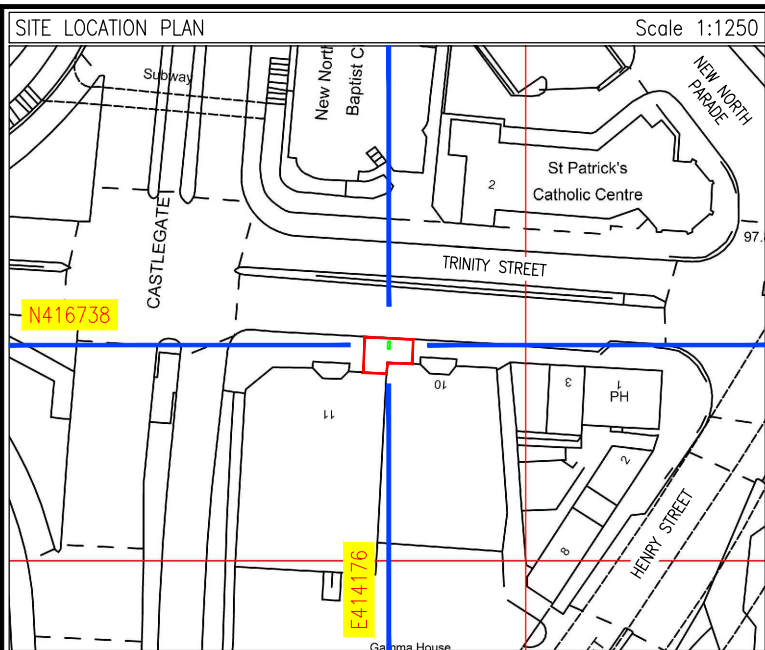 SITE LOCATION PLAN
Scale 1:1250
Subway
New North
Baptist C
NEW NORTH
PARADE
St Patrick's
Catholic Centre
2
97.8
CASTLEGATE
TRINITY STREET
N416738
10
3
1
PH
11
2
8
HENRY STREET
E414176
Gamma House